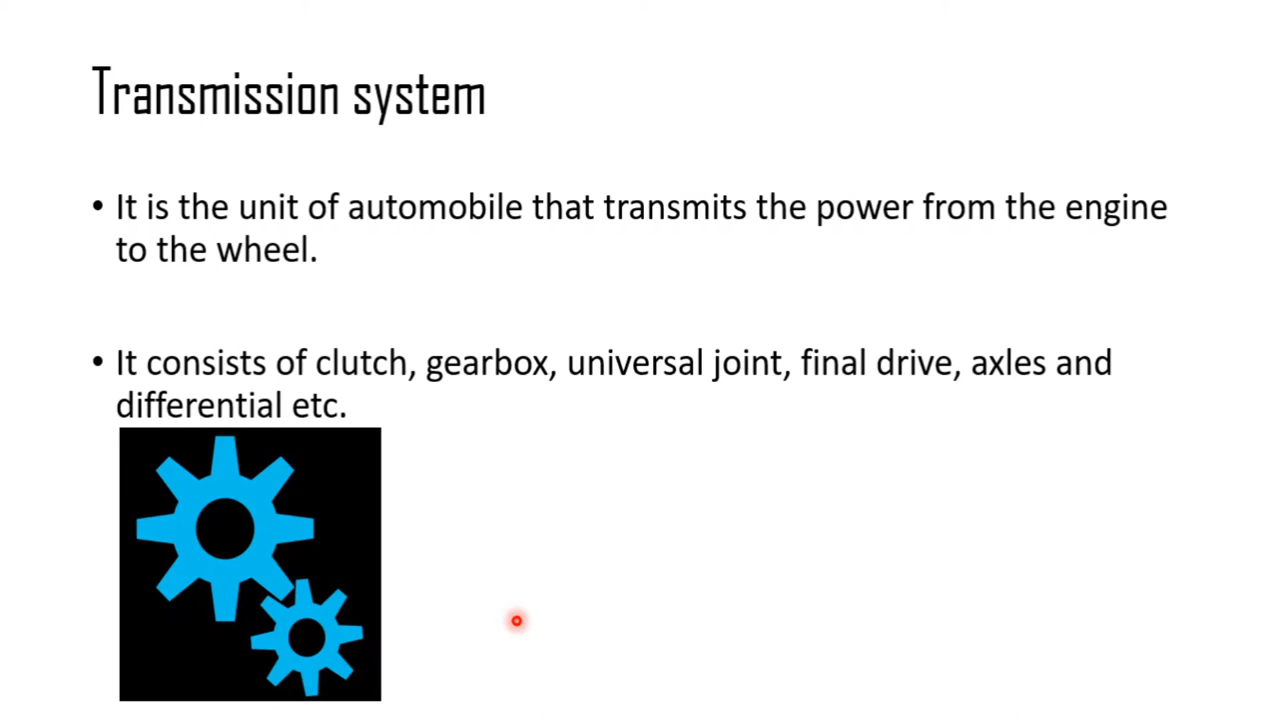 Transmission system
• It is the unit of automobile that transmits the power from the engine
to the wheel.
• It consists of clutch, gearbox, universal joint, final drive, axles and
differential etc.